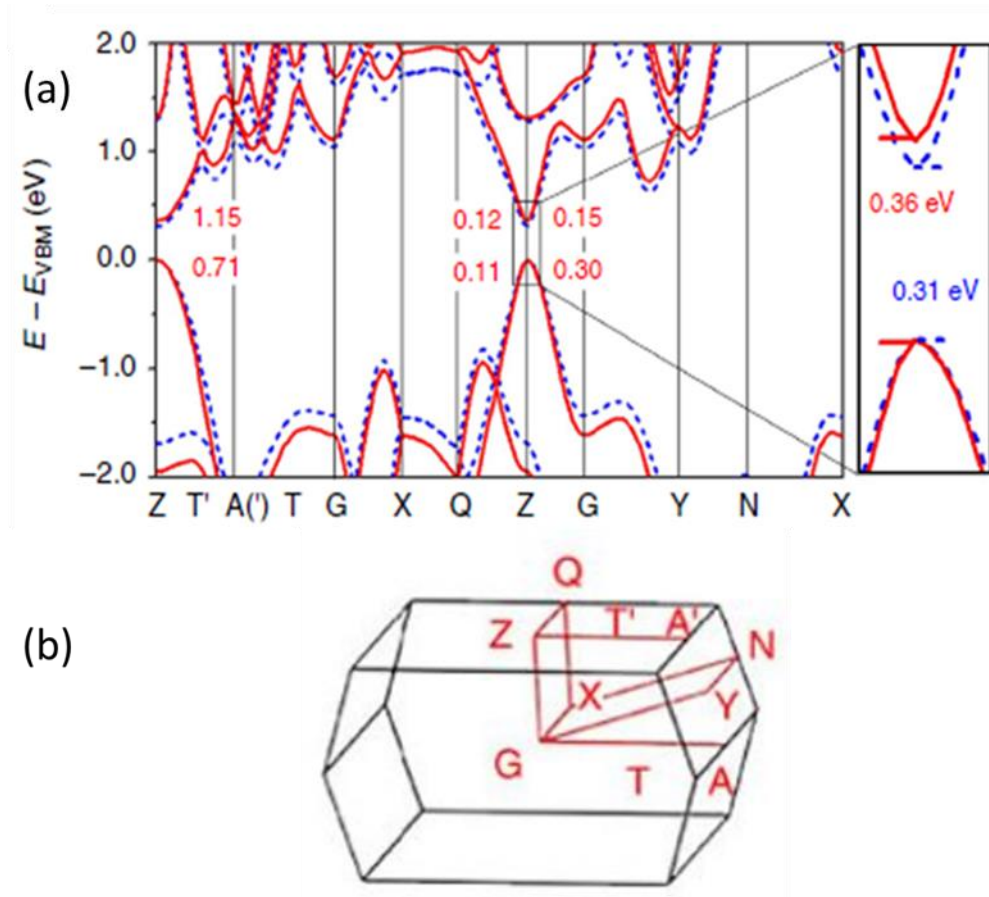 (a)
E − E_VBM (eV)
2.0
1.0
0.0
−1.0
−2.0
1.15
0.71
0.12
0.11
0.15
0.30
0.36 eV
0.31 eV
Z T' A(') T G X Q Z G Y N X
(b)
Q
Z T' A'
N
X
Y
G T A